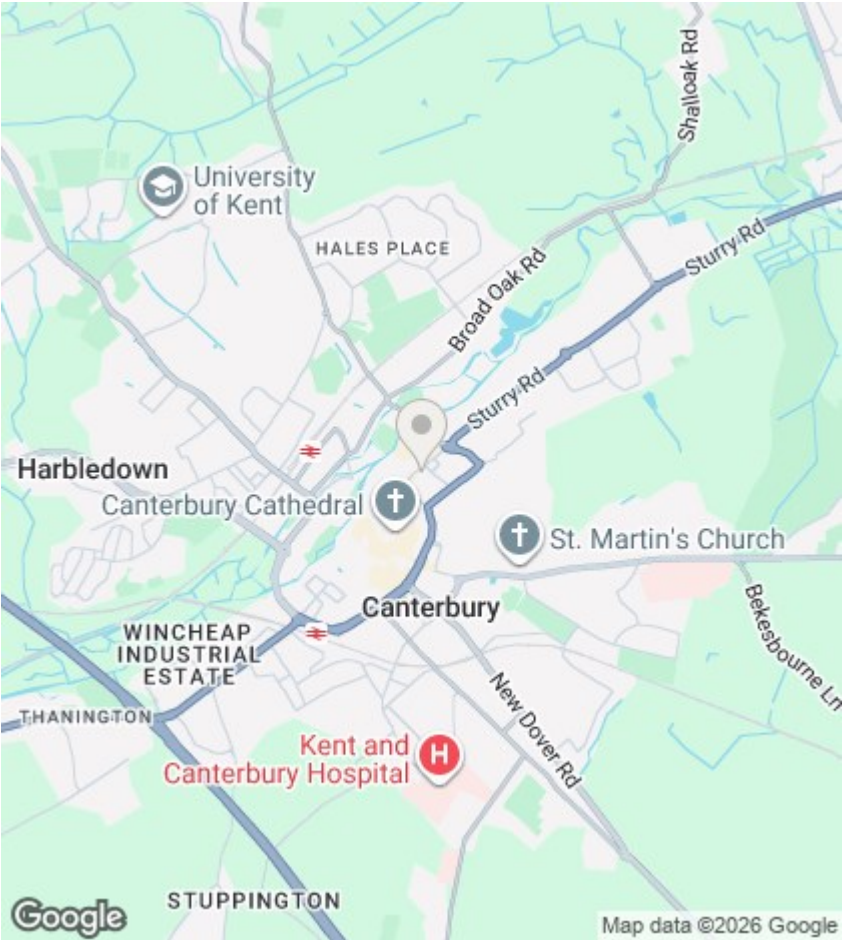 Shalloak Rd
University
of Kent
HALES PLACE
Sturry Rd
Broad Oak Rd
Sturry Rd
Harbledown
Canterbury Cathedral
St. Martin's Church
Canterbury
Bekesbourne Ln
WINCHEAP
INDUSTRIAL
ESTATE
New Dover Rd
THANINGTON
Kent and
Canterbury Hospital
H
STUPPINGTON
Google
Map data ©2026 Google